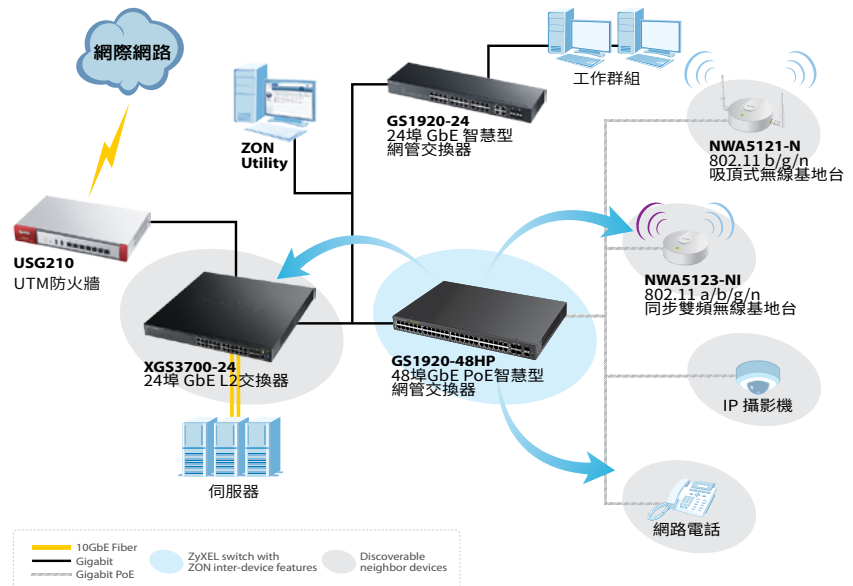 網際網路
工作群組
GS1920-24
24埠 GbE 智慧型
網管交換器
ZON
Utility
NWA5121-N
802.11 b/g/n
吸頂式無線基地台
USG210
UTM防火牆
NWA5123-NI
802.11 a/b/g/n
同步雙頻無線基地台
XGS3700-24
24埠 GbE L2交換器
GS1920-48HP
48埠GbE PoE智慧型
網管交換器
IP 攝影機
伺服器
網路電話
10GbE Fiber
Gigabit
Gigabit PoE
ZyXEL switch with
ZON inter-device features
Discoverable
neighbor devices